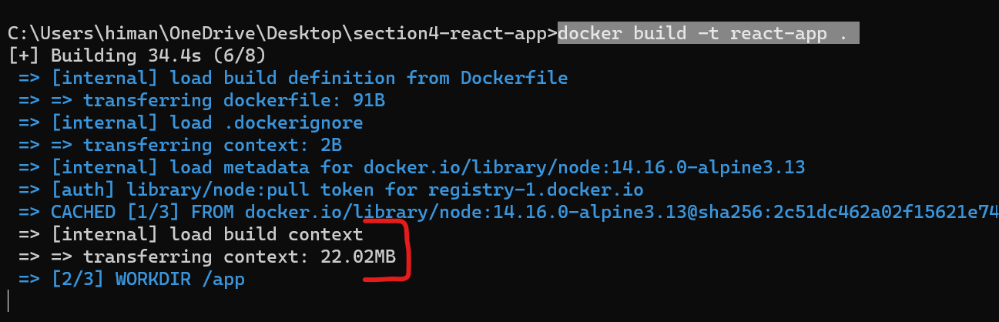 C:\Users\himan\OneDrive\Desktop\section4-react-app>docker build -t react-app .
[+] Building 34.4s (6/8)
=> [internal] load build definition from Dockerfile
=> => transferring dockerfile: 91B
=> [internal] load .dockerignore
=> => transferring context: 2B
=> [internal] load metadata for docker.io/library/node:14.16.0-alpine3.13
=> [auth] library/node:pull token for registry-1.docker.io
=> CACHED [1/3] FROM docker.io/library/node:14.16.0-alpine3.13@sha256:2c51dc462a02f15621e74
=> [internal] load build context
=> => transferring context: 22.02MB
=> [2/3] WORKDIR /app